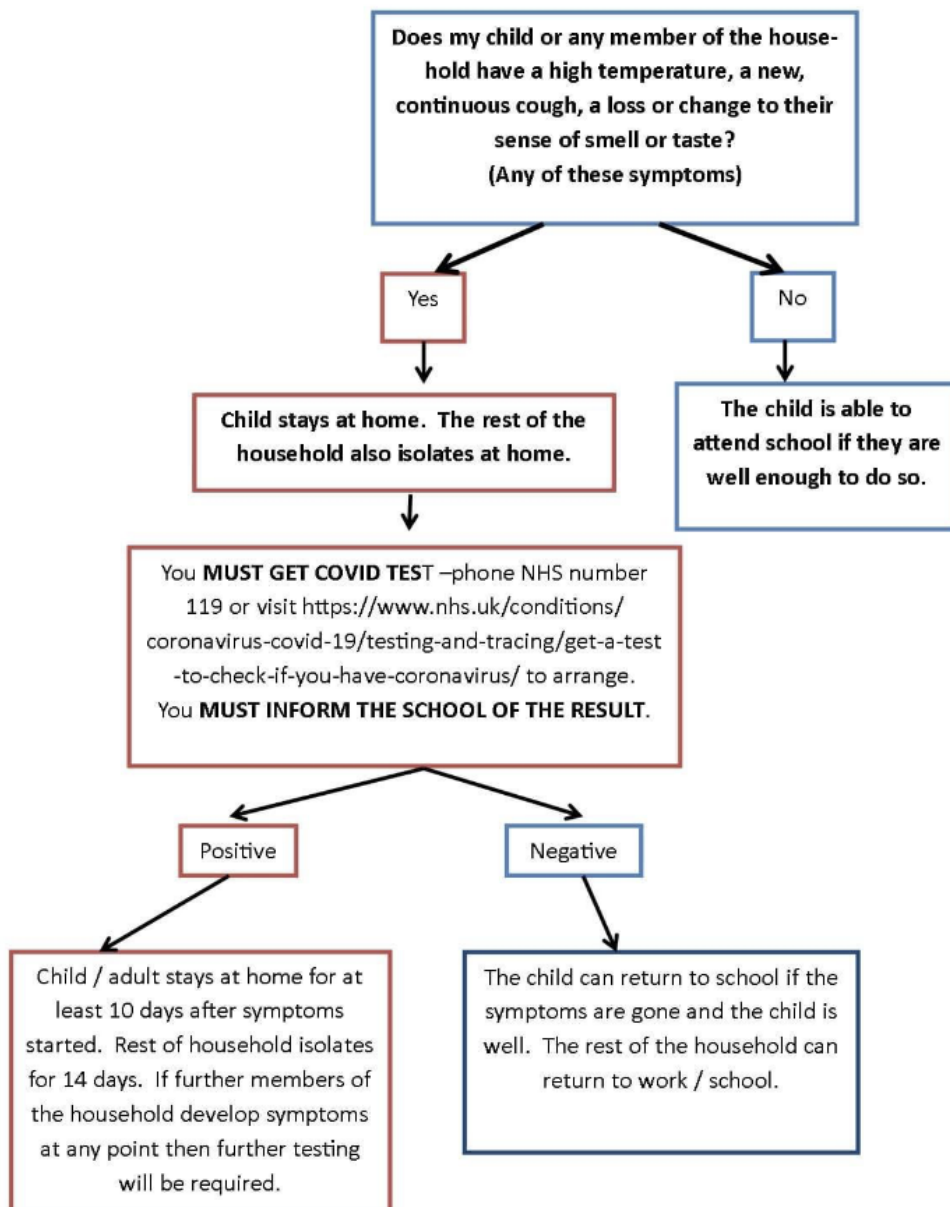 Does my child or any member of the house-
hold have a high temperature, a new,
continuous cough, a loss or change to their
sense of smell or taste?
(Any of these symptoms)
Yes
No
Child stays at home.  The rest of the
household also isolates at home.
The child is able to
attend school if they are
well enough to do so.
You MUST GET COVID TEST –phone NHS number
119 or visit https://www.nhs.uk/conditions/
coronavirus-covid-19/testing-and-tracing/get-a-test
-to-check-if-you-have-coronavirus/ to arrange.
You MUST INFORM THE SCHOOL OF THE RESULT.
Positive
Negative
Child / adult stays at home for at
least 10 days after symptoms
started.  Rest of household isolates
for 14 days.  If further members of
the household develop symptoms
at any point then further testing
will be required.
The child can return to school if the
symptoms are gone and the child is
well.  The rest of the household can
return to work / school.